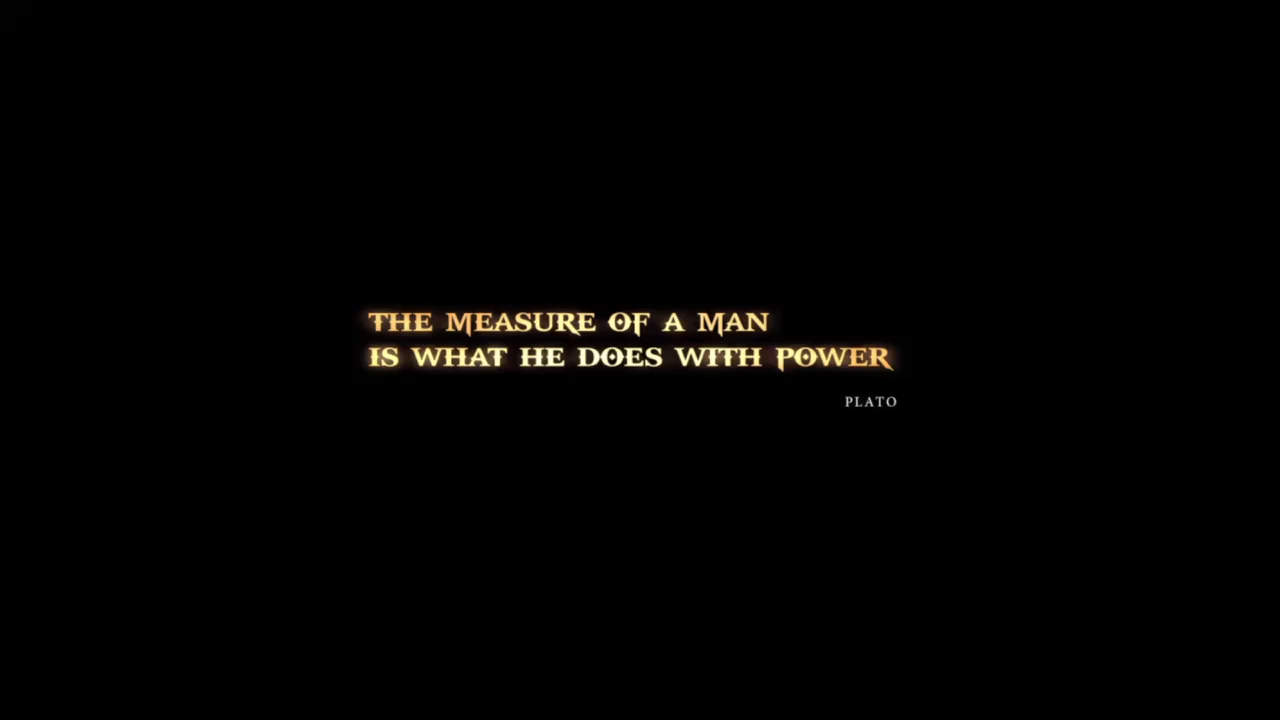 THE MEASURE OF A MAN
IS WHAT HE DOES WITH POWER
PLATO